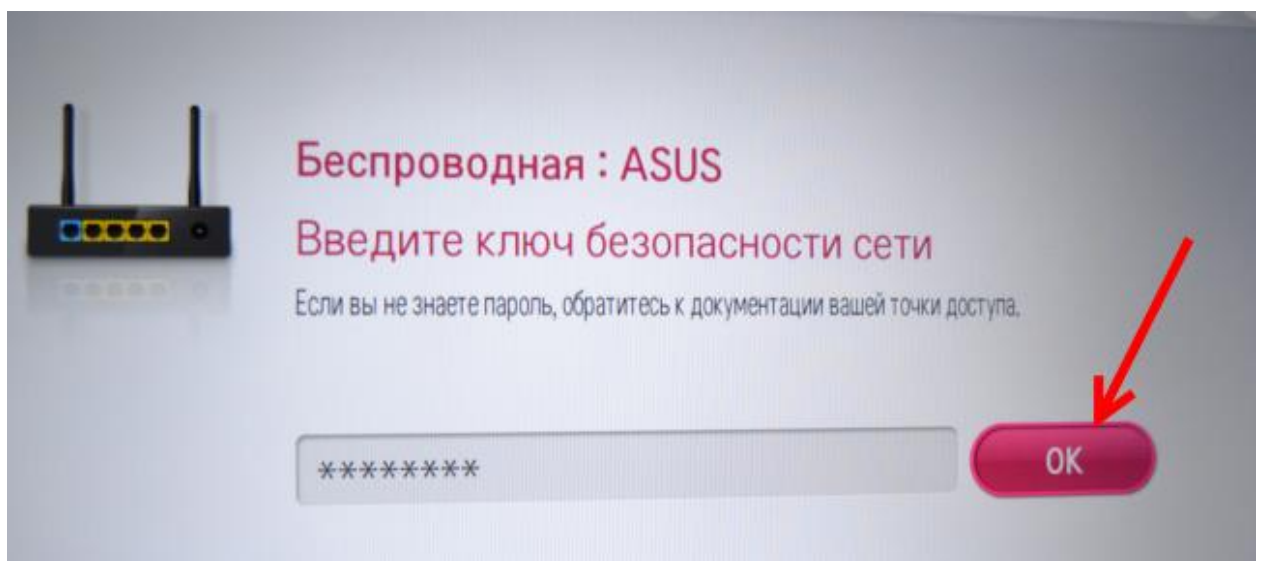 Беспроводная : ASUS
Введите ключ безопасности сети
Если вы не знаете пароль, обратитесь к документации вашей точки доступа.
******** OK